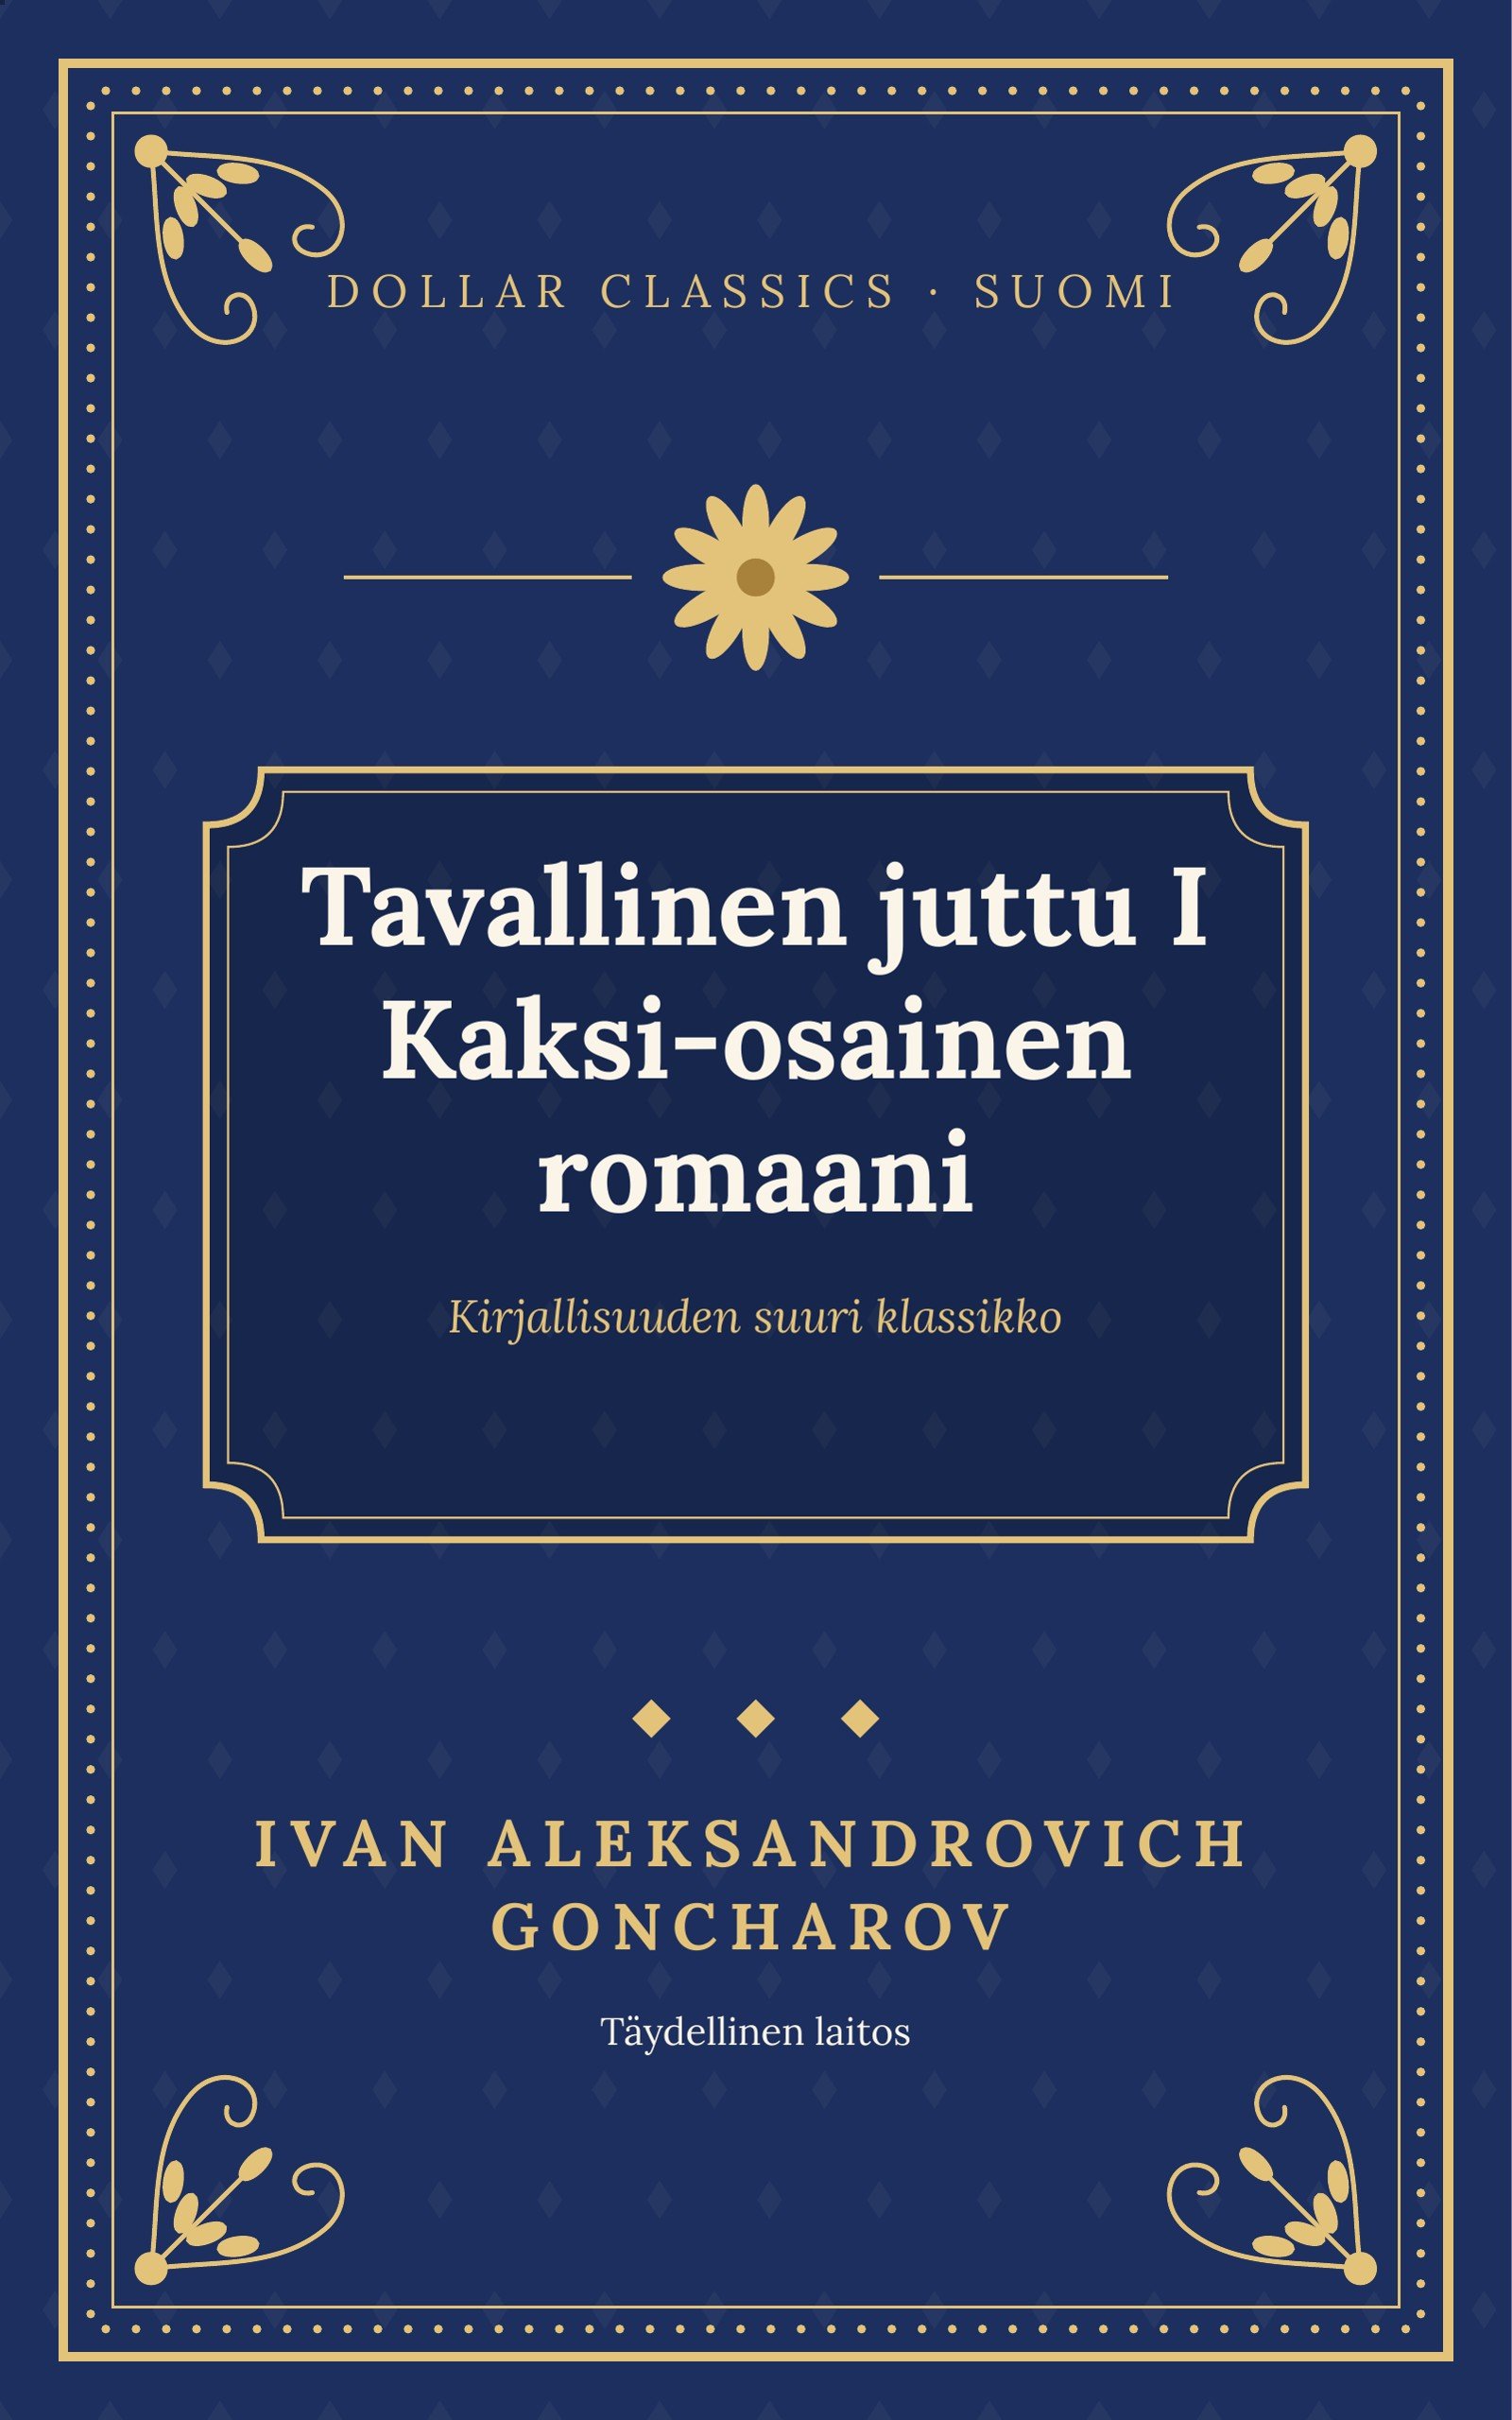 DOLLAR CLASSICS · SUOMI
Tavallinen juttu I
Kaksi-osainen
romaani
Kirjallisuuden suuri klassikko
IVAN ALEKSANDROVICH
GONCHAROV
Täydellinen laitos